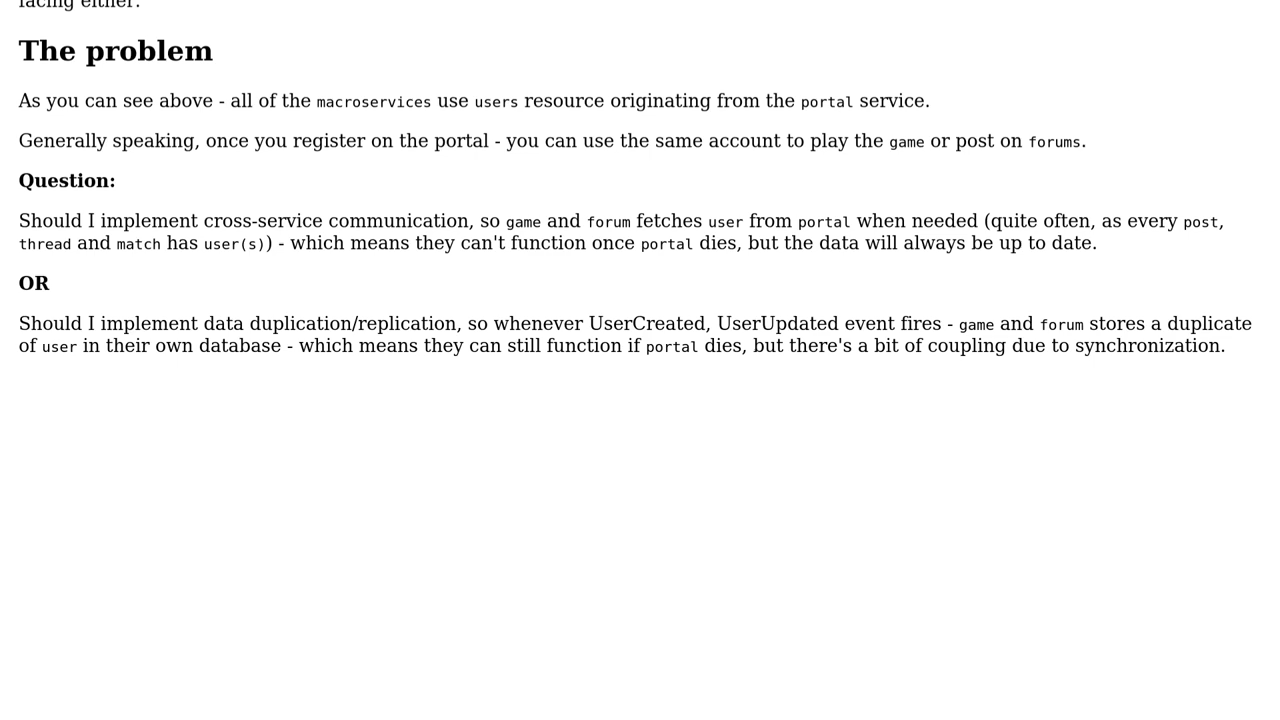 facing either.
The problem
As you can see above - all of the macroservices use users resource originating from the portal service.
Generally speaking, once you register on the portal - you can use the same account to play the game or post on forums.
Question:
Should I implement cross-service communication, so game and forum fetches user from portal when needed (quite often, as every post,
thread and match has user(s)) - which means they can't function once portal dies, but the data will always be up to date.
OR
Should I implement data duplication/replication, so whenever UserCreated, UserUpdated event fires - game and forum stores a duplicate
of user in their own database - which means they can still function if portal dies, but there's a bit of coupling due to synchronization.